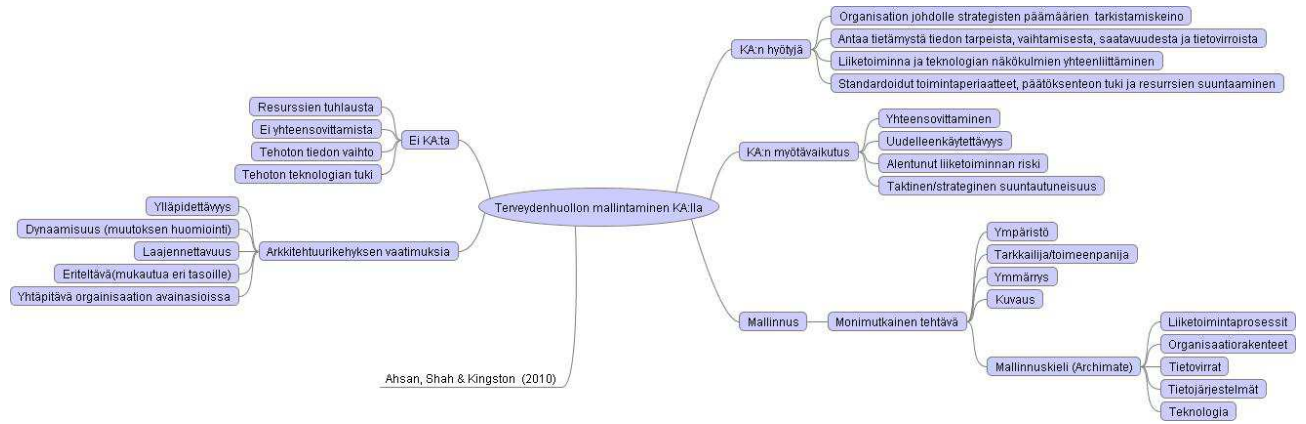 Terveydenhuollon mallintaminen KA:lla
KA:n hyötyjä
Organisation johdolle strategisten päämäärien tarkistamiskeino
Antaa tietämystä tiedon tarpeista, vaihtamisesta, saatavuudesta ja tietovirroista
Liiketoiminna ja teknologian näkökulmien yhteenliittäminen
Standardoidut toimintaperiaatteet, päätöksenteon tuki ja resurrsien suuntaaminen
KA:n myötävaikutus
Yhteensovittaminen
Uudelleenkäytettävyys
Alentunut liiketoiminnan riski
Taktinen/strateginen suuntautuneisuus
Mallinnus
Monimutkainen tehtävä
Ympäristö
Tarkkailija/toimeenpanija
Ymmärrys
Kuvaus
Mallinnuskieli (Archimate)
Liiketoimintaprosessit
Organisaatiorakenteet
Tietovirrat
Tietojärjestelmät
Teknologia
Ei KA:ta
Resurssien tuhlausta
Ei yhteensovittamista
Tehoton tiedon vaihto
Tehoton teknologian tuki
Arkkitehtuurikehyksen vaatimuksia
Ylläpidettävyys
Dynaamisuus (muutoksen huomiointi)
Laajennettavuus
Eriteltävä(mukautua eri tasoille)
Yhtäpitävä orgainisaation avainasioissa
Ahsan, Shah & Kingston (2010)